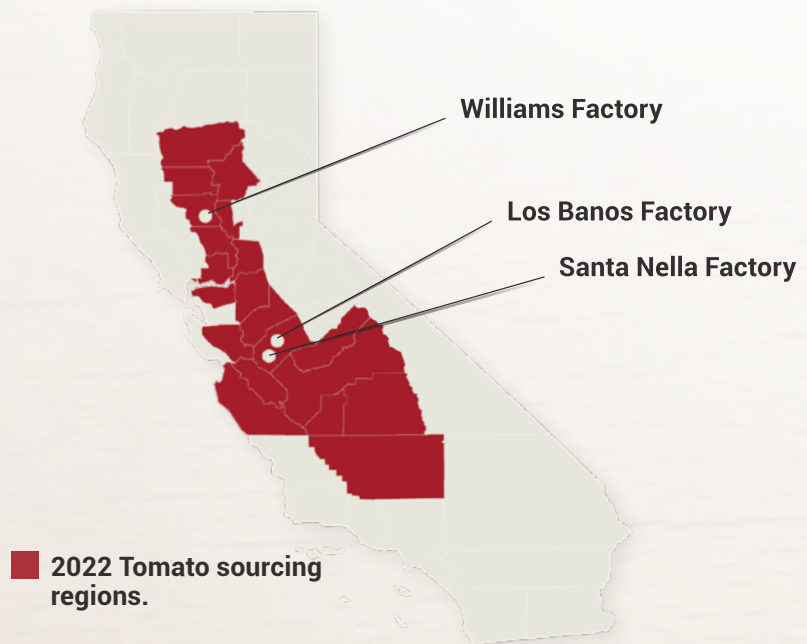 Williams Factory
Los Banos Factory
Santa Nella Factory
2022 Tomato sourcing
regions.